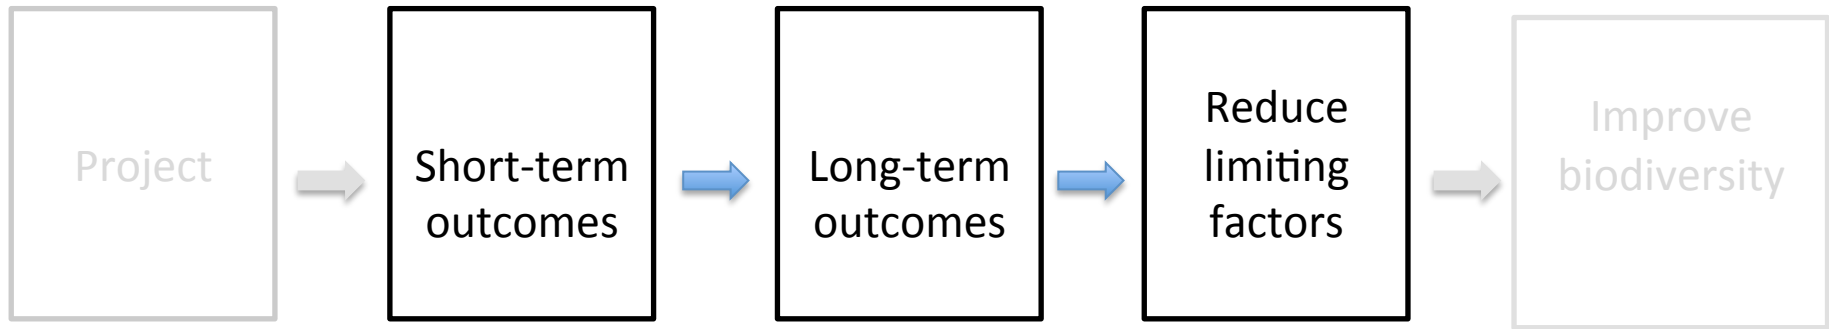 Project
Short-term
outcomes
Long-term
outcomes
Reduce
limiting
factors
Improve
biodiversity